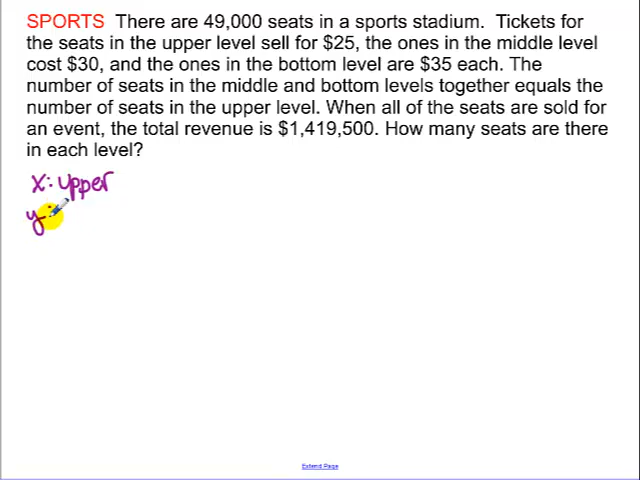 SPORTS There are 49,000 seats in a sports stadium. Tickets for
the seats in the upper level sell for $25, the ones in the middle level
cost $30, and the ones in the bottom level are $35 each. The
number of seats in the middle and bottom levels together equals the
number of seats in the upper level. When all of the seats are sold for
an event, the total revenue is $1,419,500. How many seats are there
in each level?
x: upper
y:
Extend Page